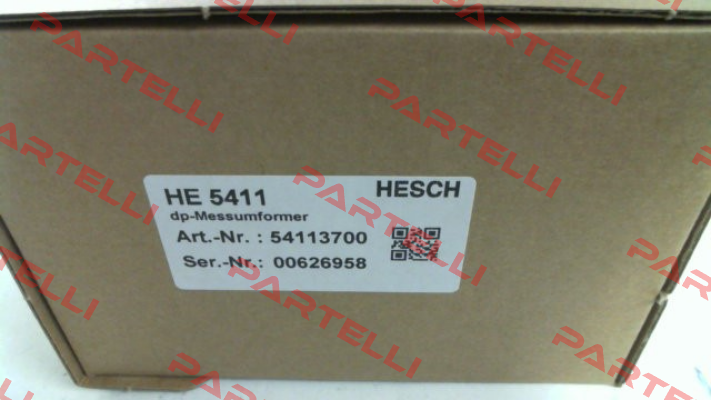 HE 5411
HESCH
dp-Messumformer
Art.-Nr. : 54113700
Ser.-Nr.: 00626958
PARTELLI
PARTELLI
PARTELLI
PARTELLI
PARTELLI
PARTELLI